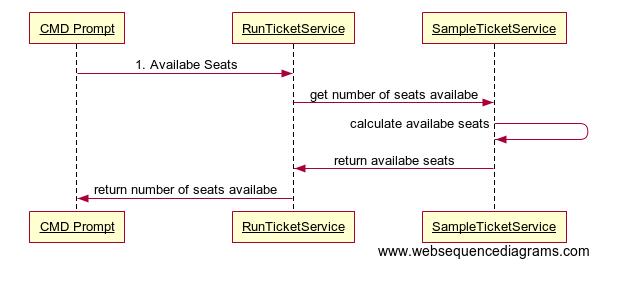 CMD Prompt
RunTicketService
SampleTicketService
1. Availabe Seats
get number of seats availabe
calculate availabe seats
return availabe seats
return number of seats availabe
CMD Prompt
RunTicketService
SampleTicketService
www.websequencediagrams.com